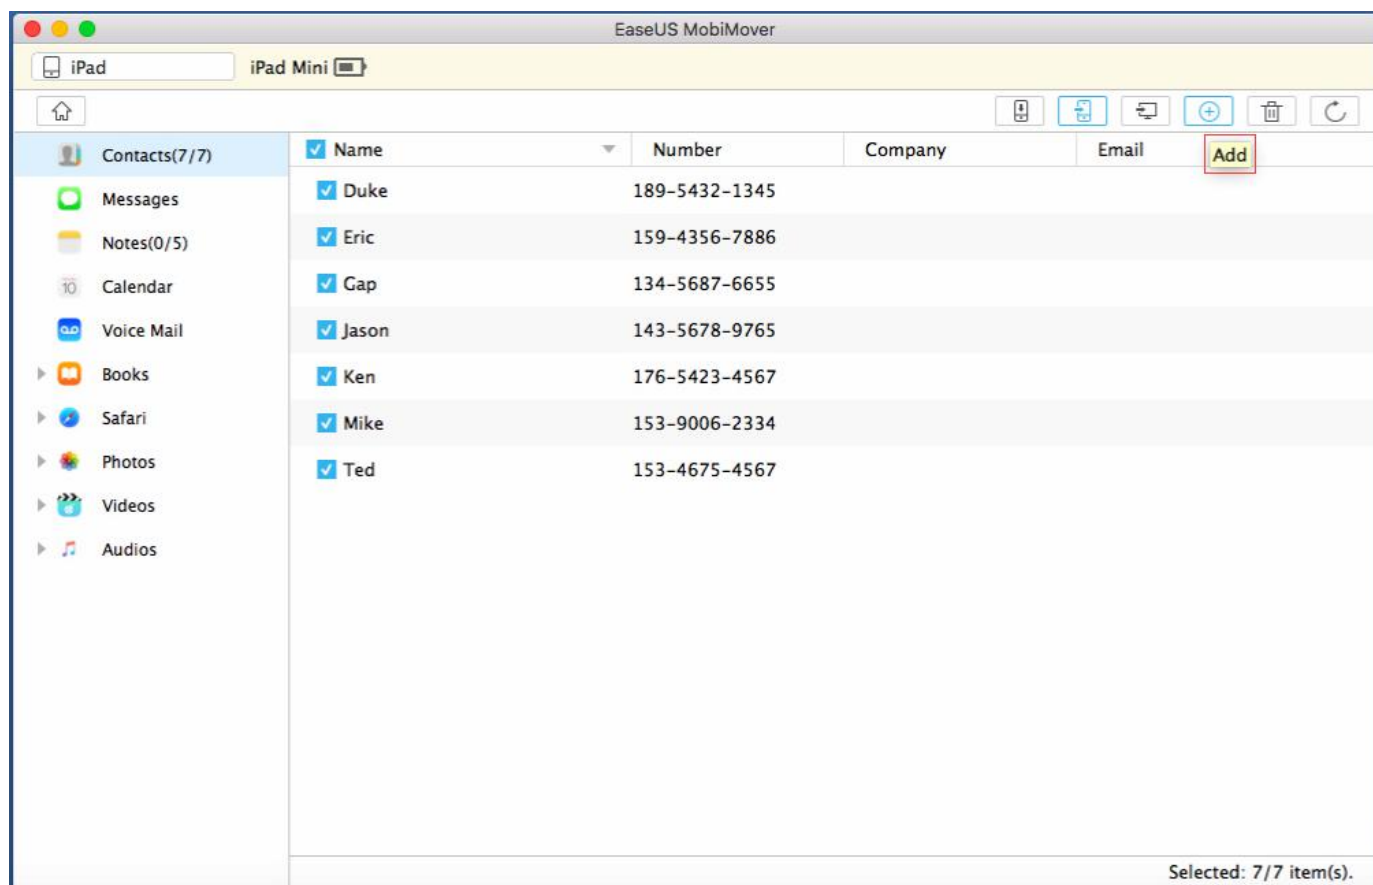 EaseUS MobiMover
iPad iPad Mini
Name Number Company Email Add
Contacts(7/7)
Messages
Notes(0/5)
10 Calendar
Voice Mail
Books
Safari
Photos
Videos
Audios
Duke 189-5432-1345
Eric 159-4356-7886
Gap 134-5687-6655
Jason 143-5678-9765
Ken 176-5423-4567
Mike 153-9006-2334
Ted 153-4675-4567
Selected: 7/7 item(s).